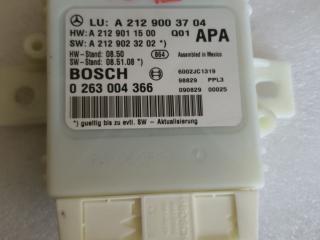 LU: A 212 900 37 04
HW: A 212 901 15 00 Q01 APA
SW: A 212 902 32 02 *)
HW-Stand: 08.50 864 Assembled in Mexico
SW-Stand: 08.51.08 *)
BOSCH 6002JC1319
98829 PPL3
0 263 004 366 090829 00025
*) gueltig bis zu evtl. SW - Aktualisierung
BOSCH